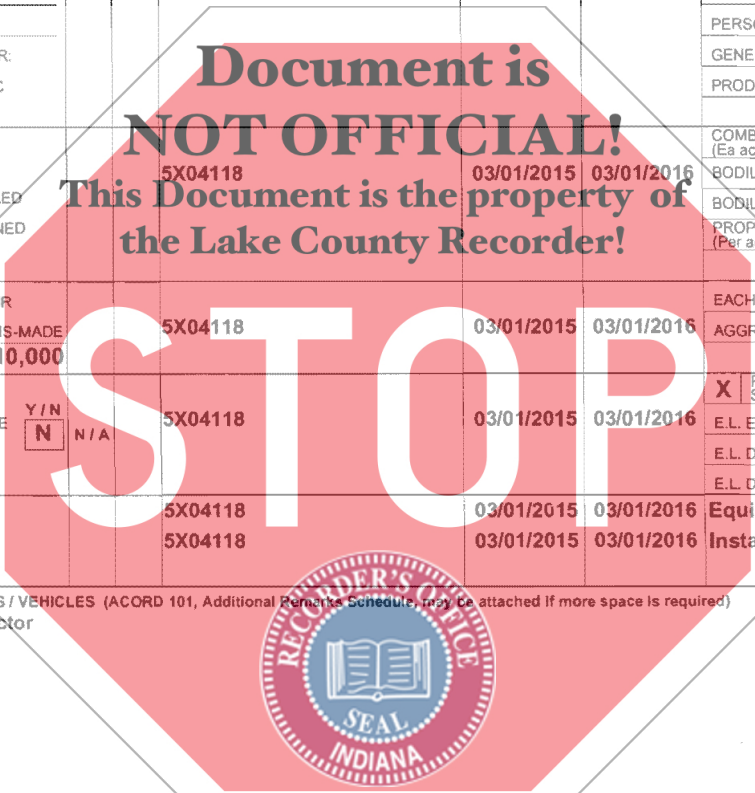 PERS
R:
GENE
C
PROD
Document is
NOT OFFICIAL!
COMB
(Ea ac
5X04118 03/01/2015 03/01/2016 BODIL
This Document is the property of
ED
BODIL
NED
PROP
(Per a
the Lake County Recorder!
R
EACH
S-MADE 5X04118 03/01/2015 03/01/2016 AGGR
0,000
STOP
X
Y / N
E N N / A 5X04118 03/01/2015 03/01/2016 E.L. E
E.L. D
E.L. D
5X04118 03/01/2015 03/01/2016 Equi
5X04118 03/01/2015 03/01/2016 Insta
S / VEHICLES (ACORD 101, Additional Remarks Schedule, may be attached if more space is required)
ctor
RECORDER'S OFFICE
SEAL
INDIANA